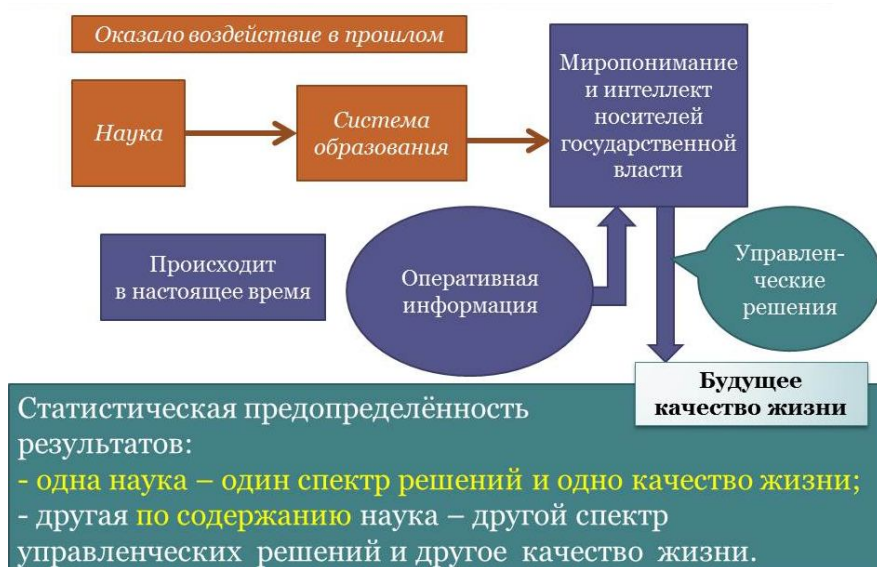 Оказало воздействие в прошлом
Наука
Система
образования
Миропонимание
и интеллект
носителей
государственной
власти
Происходит
в настоящее время
Оперативная
информация
Управлен-
ческие
решения
Будущее
качество жизни
Статистическая предопределённость
результатов:
- одна наука – один спектр решений и одно качество жизни;
- другая по содержанию наука – другой спектр
управленческих решений и другое качество жизни.